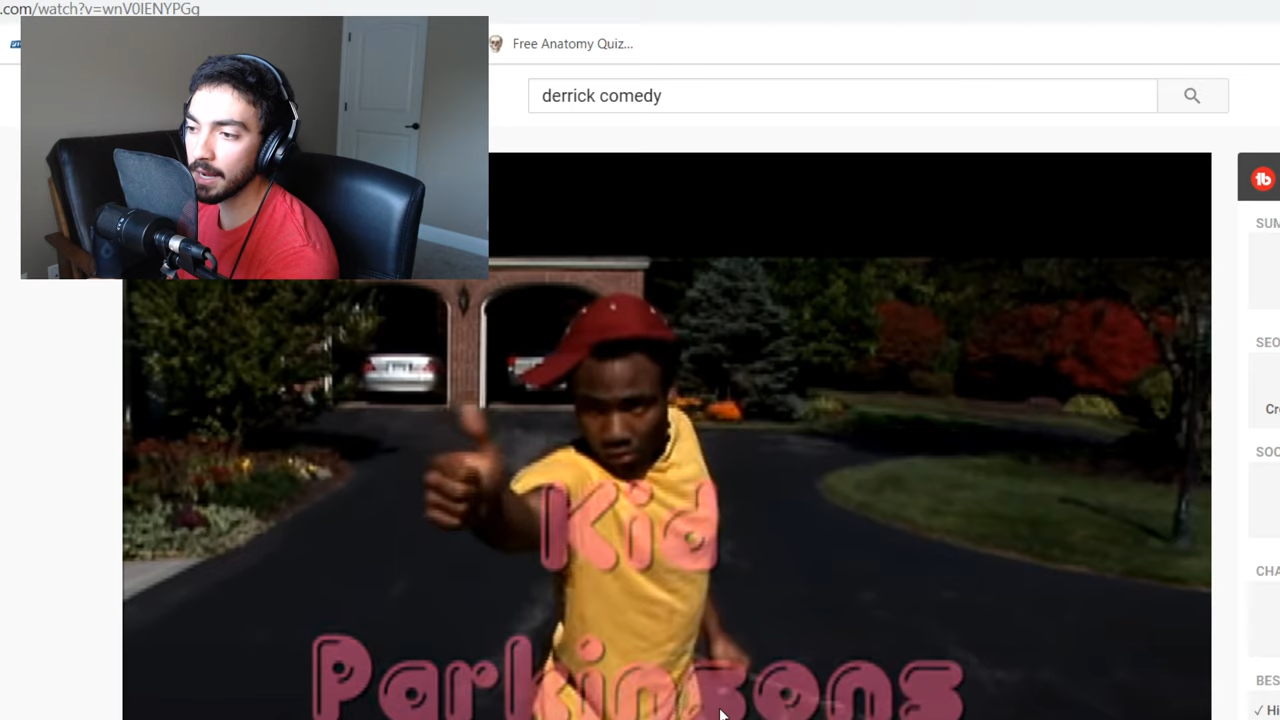 .com/watch?v=wnV0IENYPGg
Free Anatomy Quiz...
derrick comedy
SUM
SEO
Cr
SOC
CHA
BES
✓ Hi
Kid
Parkinsons